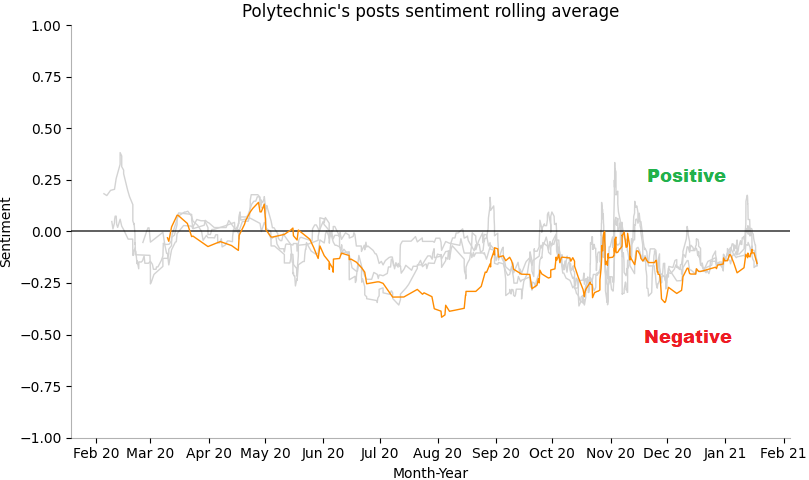 Polytechnic's posts sentiment rolling average
1.00
0.75
0.50
0.25
0.00
−0.25
−0.50
−0.75
−1.00
Sentiment
Positive
Negative
Feb 20 Mar 20 Apr 20 May 20 Jun 20 Jul 20 Aug 20 Sep 20 Oct 20 Nov 20 Dec 20 Jan 21 Feb 21
Month-Year